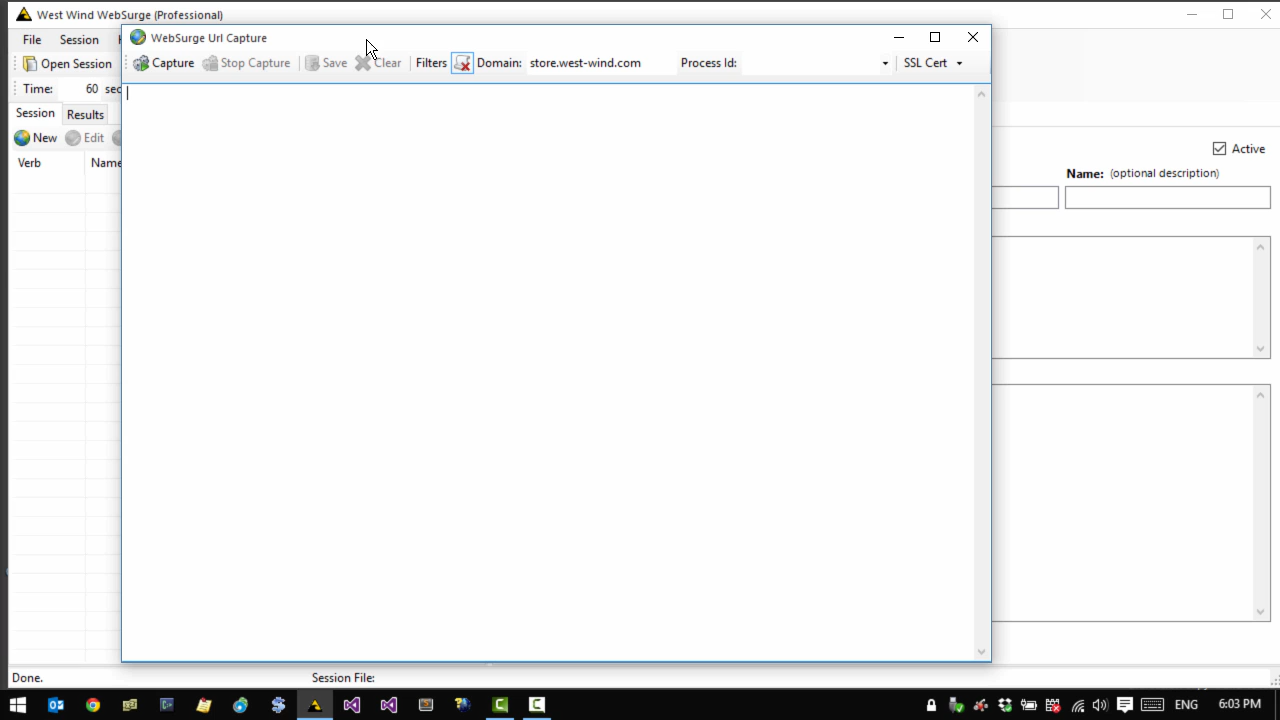 West Wind WebSurge (Professional)
File Session
WebSurge Url Capture
Open Session
Capture Stop Capture Save Clear Filters Domain: store.west-wind.com Process Id: SSL Cert
Time: 60 sec
Session Results
New Edit
Active
Verb Name
Name: (optional description)
Done. Session File:
ENG 6:03 PM